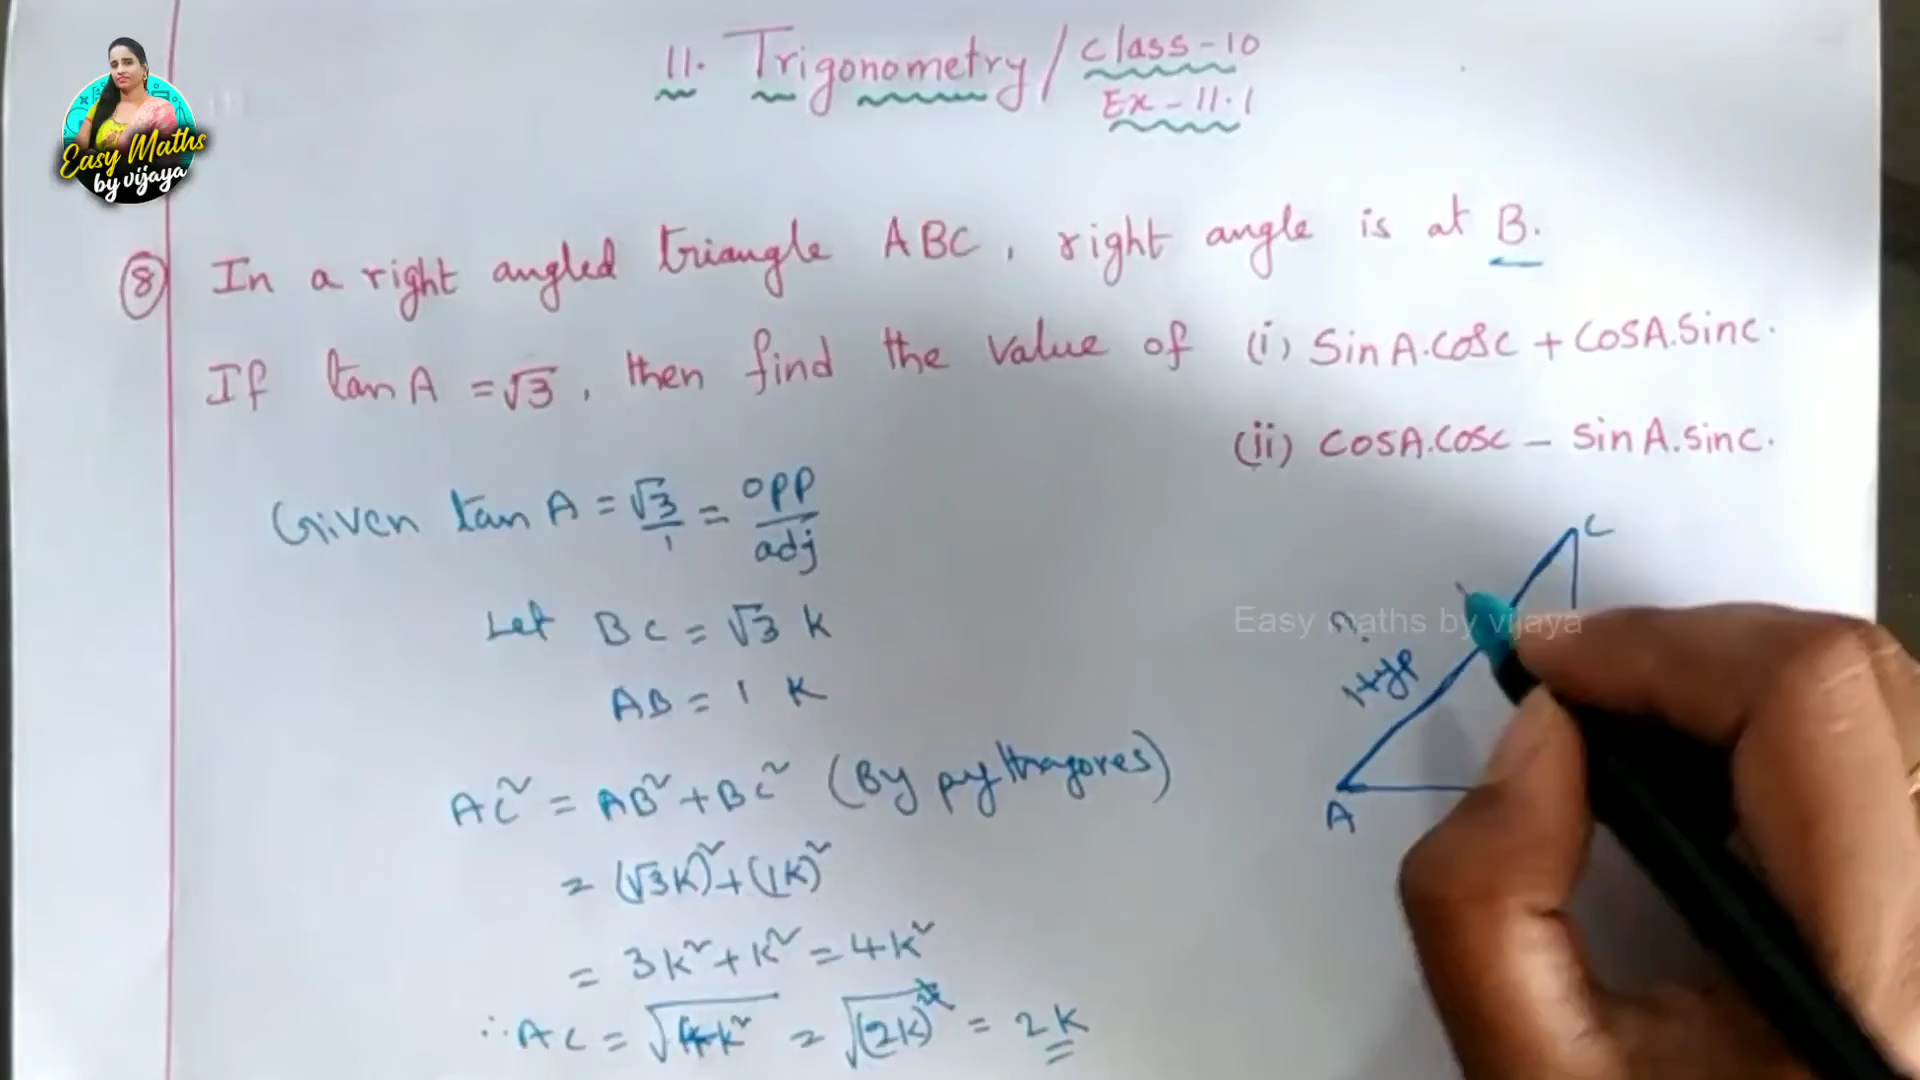 Easy Maths
by vijaya
11. Trigonometry / Class-10
Ex-11.1
8 In a right angled triangle ABC, right angle is at B.
If tan A = √3, then find the value of (i) Sin A.Cosc + CosA.Sinc.
(ii) CosA.Cosc - sin A.sinc.
Given tan A = √3/1 = opp/adj
Let BC = √3 K
AB = 1 K
AC² = AB² + BC² (By pythagores)
= (√3K)² + (1K)²
= 3K² + K² = 4K²
∴ AC = √4K² = √(2K)² = 2K
C
Easy maths by vijaya
Hyp
A